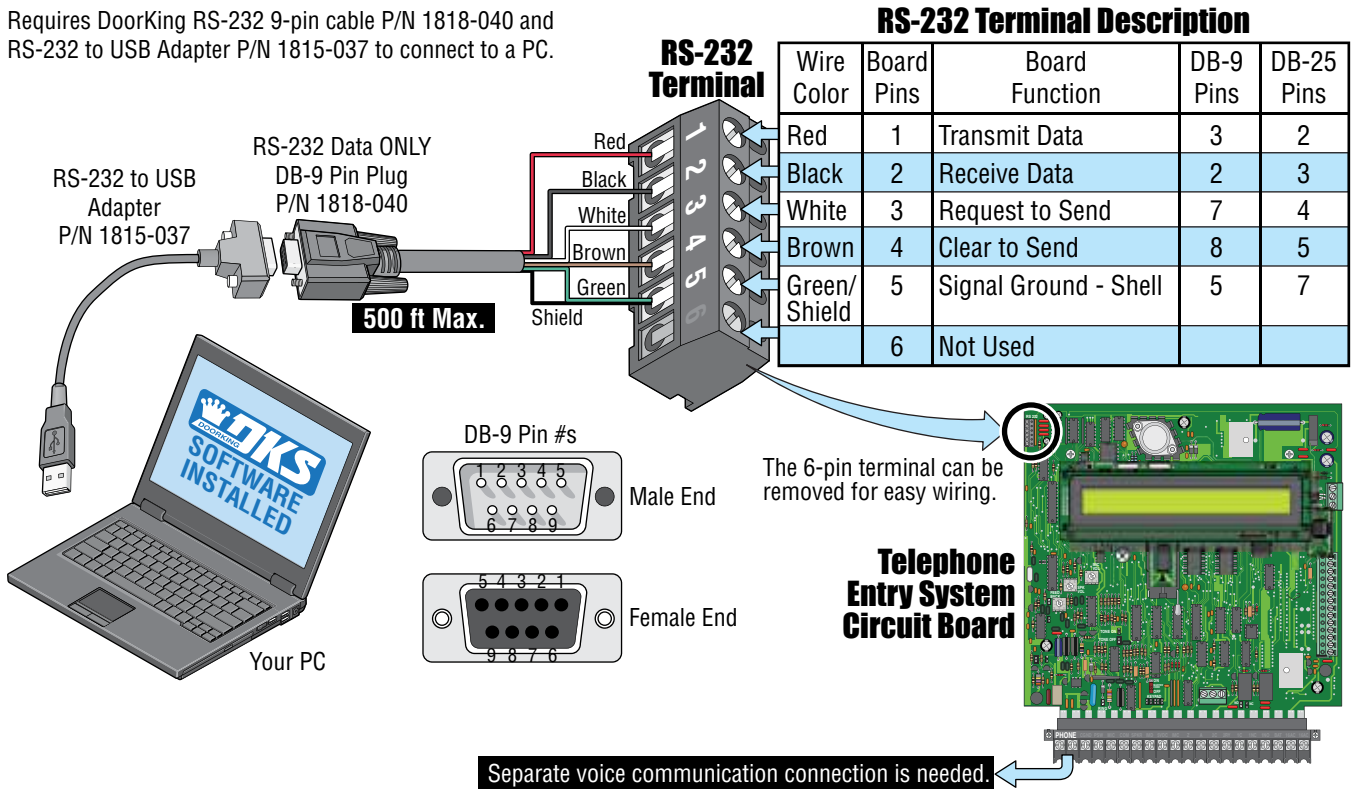 Requires DoorKing RS-232 9-pin cable P/N 1818-040 and
RS-232 to USB Adapter P/N 1815-037 to connect to a PC.
RS-232 Terminal Description
RS-232
Terminal
Wire Color Board Pins Board Function DB-9 Pins DB-25 Pins
Red 1 Transmit Data 3 2
Black 2 Receive Data 2 3
White 3 Request to Send 7 4
Brown 4 Clear to Send 8 5
Green/ Shield 5 Signal Ground - Shell 5 7
6 Not Used
RS-232 to USB
Adapter
P/N 1815-037
RS-232 Data ONLY
DB-9 Pin Plug
P/N 1818-040
500 ft Max.
Red
Black
White
Brown
Green
Shield
1
2
3
4
5
6
DKS
DOORKING
SOFTWARE
INSTALLED
Your PC
DB-9 Pin #s
1 2 3 4 5
6 7 8 9
Male End
5 4 3 2 1
9 8 7 6
Female End
The 6-pin terminal can be
removed for easy wiring.
RS 232
Telephone
Entry System
Circuit Board
PHONE
Separate voice communication connection is needed.